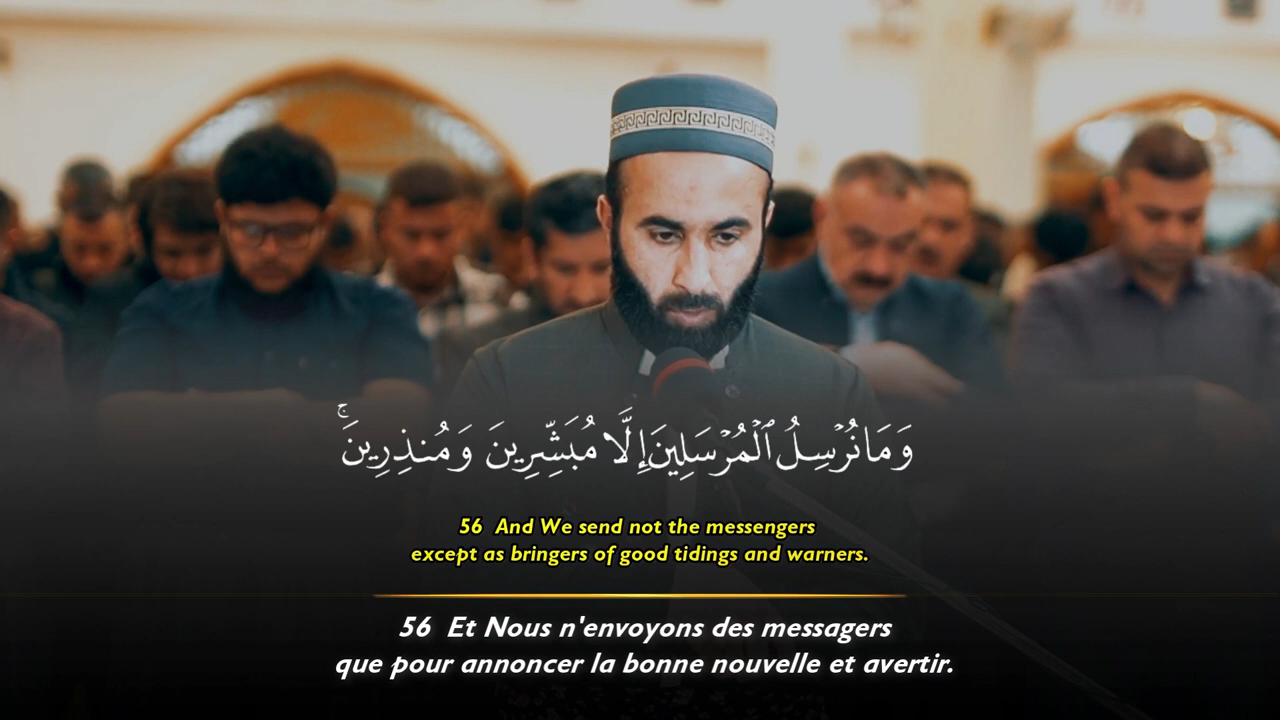 وَمَا نُرْسِلُ ٱلْمُرْسَلِينَ إِلَّا مُبَشِّرِينَ وَمُنذِرِينَ ۚ
56 And We send not the messengers
except as bringers of good tidings and warners.
56 Et Nous n'envoyons des messagers
que pour annoncer la bonne nouvelle et avertir.